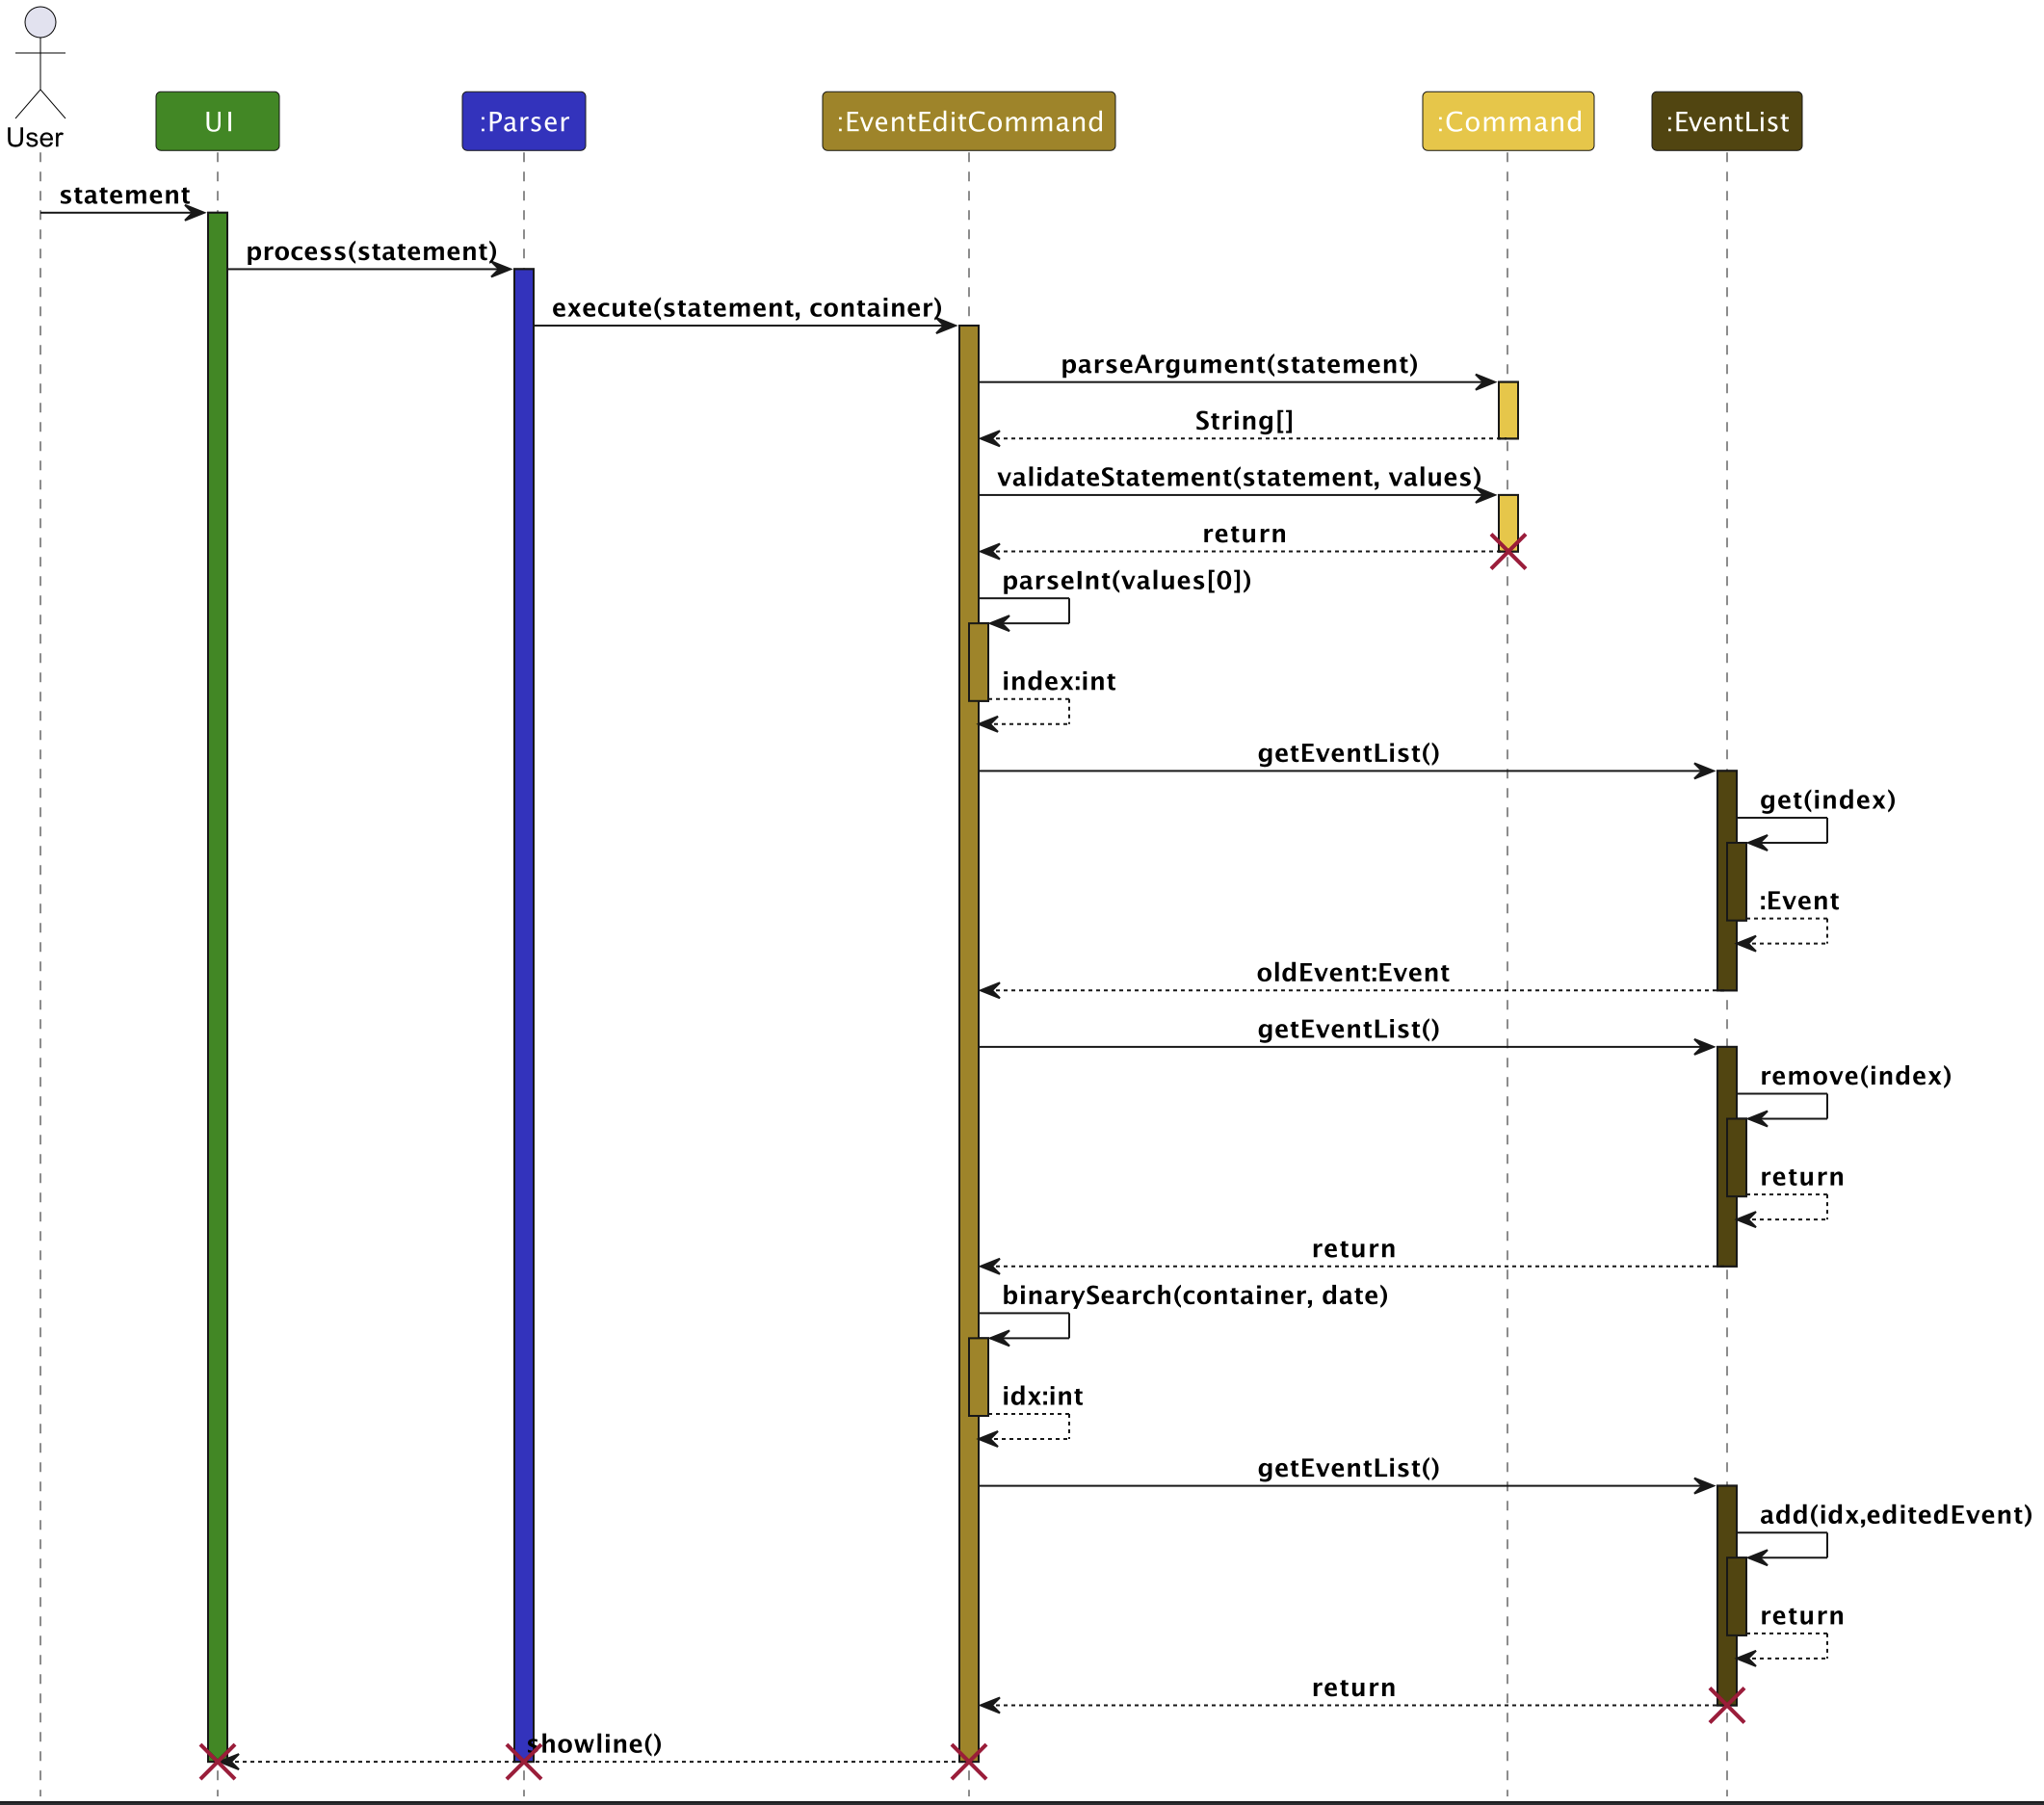 User
UI
:Parser
:EventEditCommand
:Command
:EventList
statement
process(statement)
execute(statement, container)
parseArgument(statement)
String[]
validateStatement(statement, values)
return
parseInt(values[0])
index:int
getEventList()
get(index)
:Event
oldEvent:Event
getEventList()
remove(index)
return
return
binarySearch(container, date)
idx:int
getEventList()
add(idx,editedEvent)
return
return
showline()